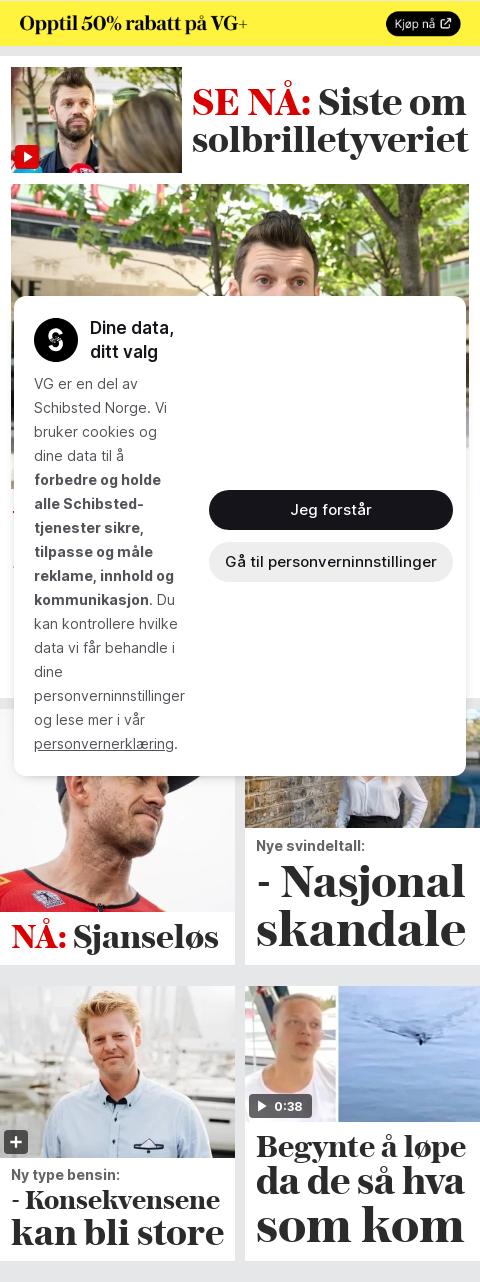 Opptil 50% rabatt på VG+
Kjøp nå
SE NÅ: Siste om
solbrilletyveriet
Dine data,
ditt valg
VG er en del av
Schibsted Norge. Vi
bruker cookies og
dine data til å
forbedre og holde
alle Schibsted-
tjenester sikre,
tilpasse og måle
reklame, innhold og
kommunikasjon. Du
kan kontrollere hvilke
data vi får behandle i
dine
personverninnstillinger
og lese mer i vår
personvernerklæring.
Jeg forstår
Gå til personverninnstillinger
NÅ: Sjanseløs
Nye svindeltall:
- Nasjonal
skandale
Ny type bensin:
- Konsekvensene
kan bli store
0:38
Begynte å løpe
da de så hva
som kom